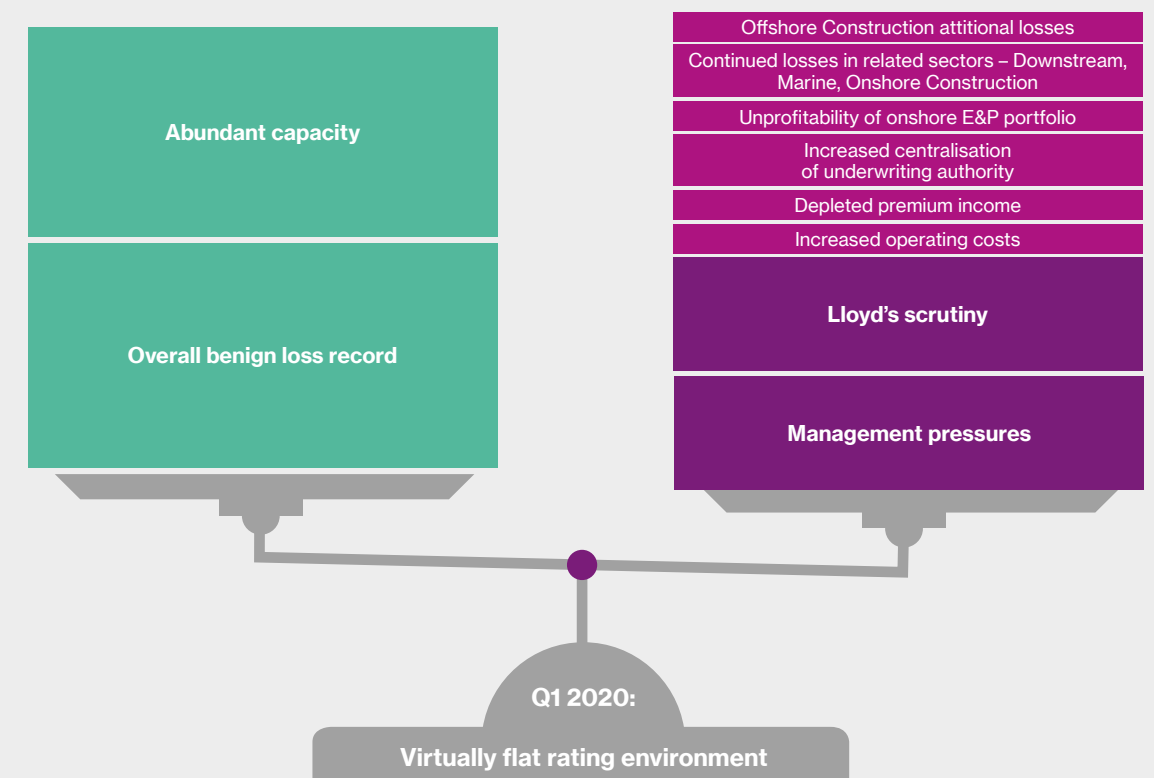 Abundant capacity
Overall benign loss record
Offshore Construction attitional losses
Continued losses in related sectors – Downstream,
Marine, Onshore Construction
Unprofitability of onshore E&P portfolio
Increased centralisation
of underwriting authority
Depleted premium income
Increased operating costs
Lloyd’s scrutiny
Management pressures
Q1 2020:
Virtually flat rating environment